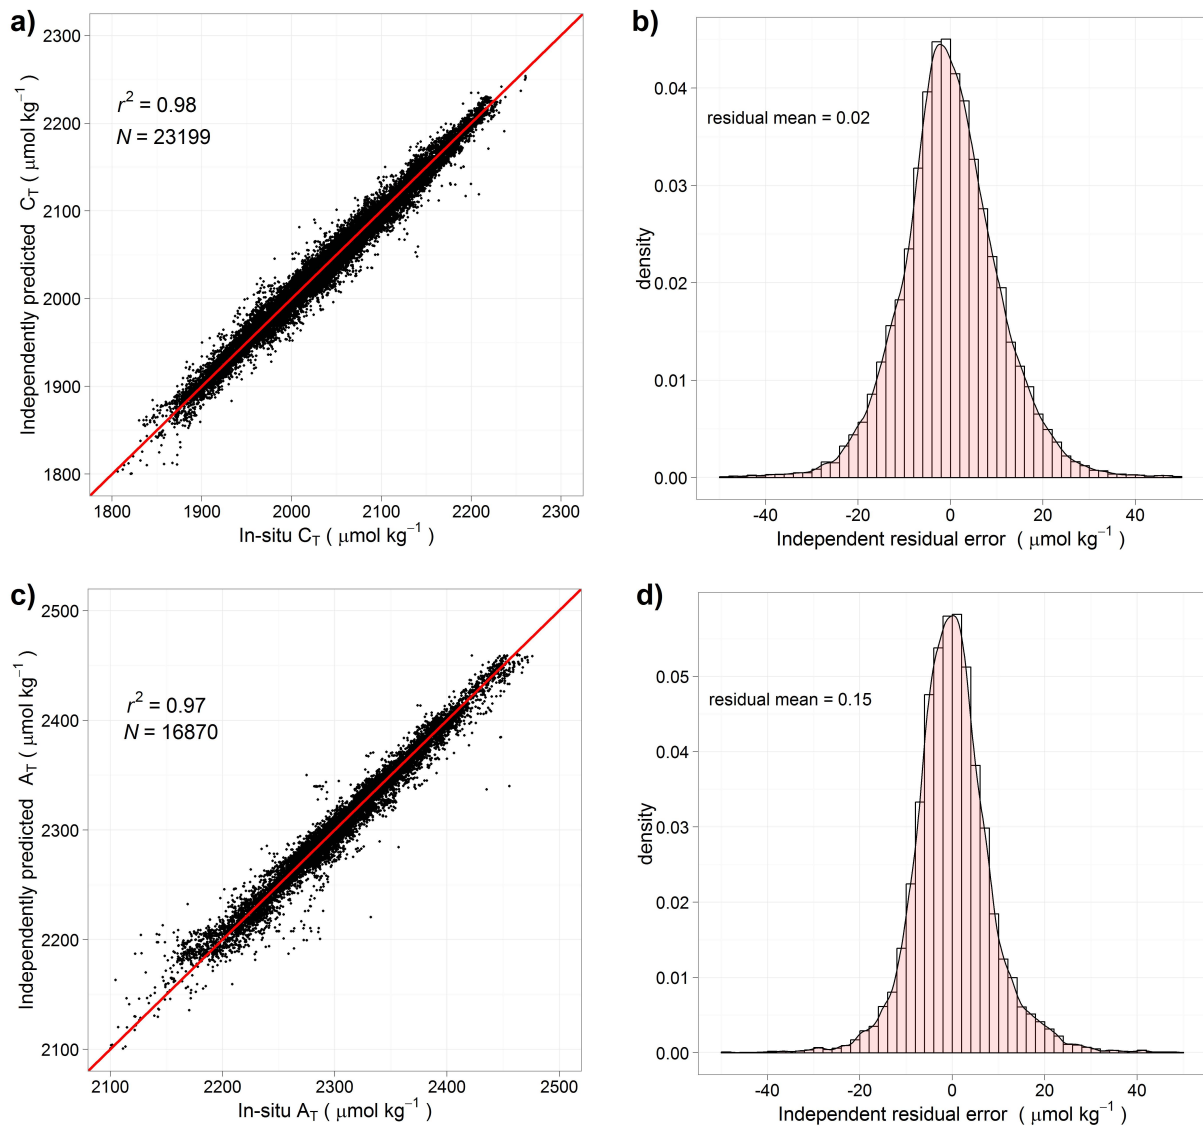 a)
r² = 0.98
N = 23199
2300
2200
2100
2000
1900
1800
1800 1900 2000 2100 2200 2300
In-situ C_T ( μmol kg⁻¹ )
Independently predicted C_T ( μmol kg⁻¹ )
b)
residual mean = 0.02
0.04
0.03
0.02
0.01
0.00
density
-40 -20 0 20 40
Independent residual error ( μmol kg⁻¹ )
c)
r² = 0.97
N = 16870
2500
2400
2300
2200
2100
2100 2200 2300 2400 2500
In-situ A_T ( μmol kg⁻¹ )
Independently predicted A_T ( μmol kg⁻¹ )
d)
residual mean = 0.15
0.05
0.04
0.03
0.02
0.01
0.00
density
-40 -20 0 20 40
Independent residual error ( μmol kg⁻¹ )